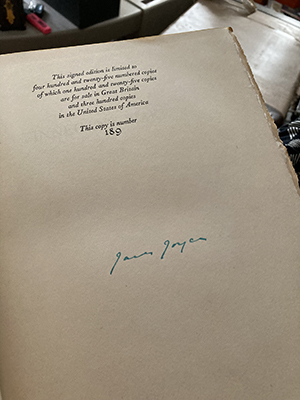 This signed edition is limited to
four hundred and twenty-five numbered copies
of which one hundred and twenty-five copies
are for sale in Great Britain
and three hundred copies
in the United States of America
This copy is number
189
James Joyce